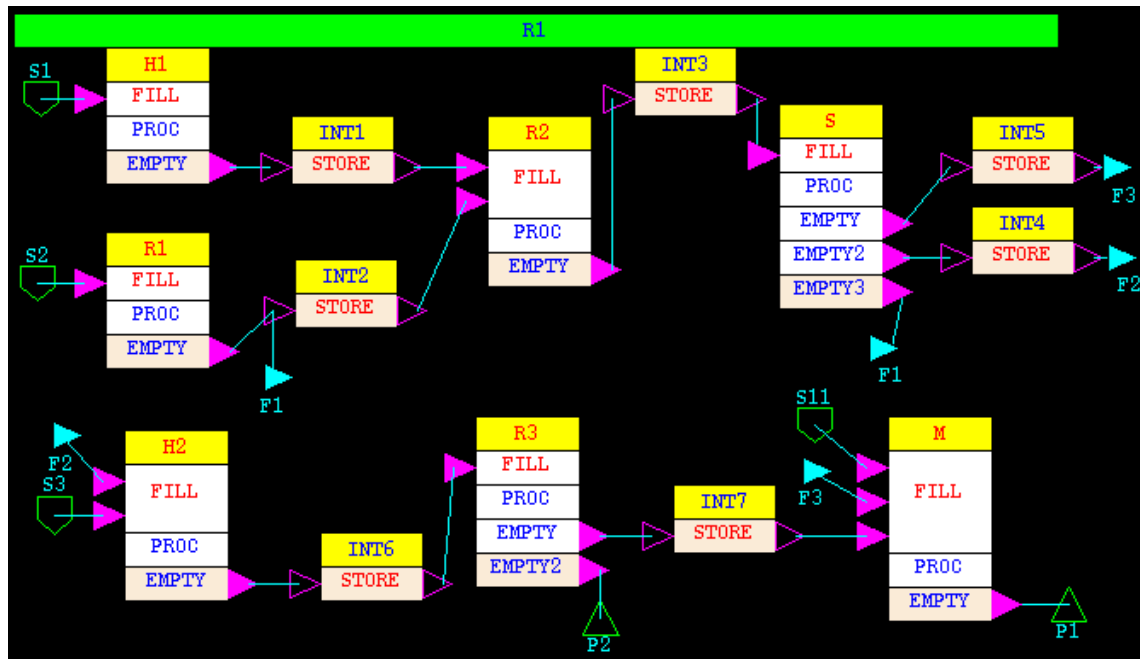 R1
S1
H1
FILL
PROC
EMPTY
INT1
STORE
R2
FILL
PROC
EMPTY
INT3
STORE
S
FILL
PROC
EMPTY
EMPTY2
EMPTY3
INT5
STORE
F3
INT4
STORE
F2
F1
S2
R1
FILL
PROC
EMPTY
INT2
STORE
F1
F2
S3
H2
FILL
PROC
EMPTY
INT6
STORE
R3
FILL
PROC
EMPTY
EMPTY2
P2
INT7
STORE
S11
F3
M
FILL
PROC
EMPTY
P1